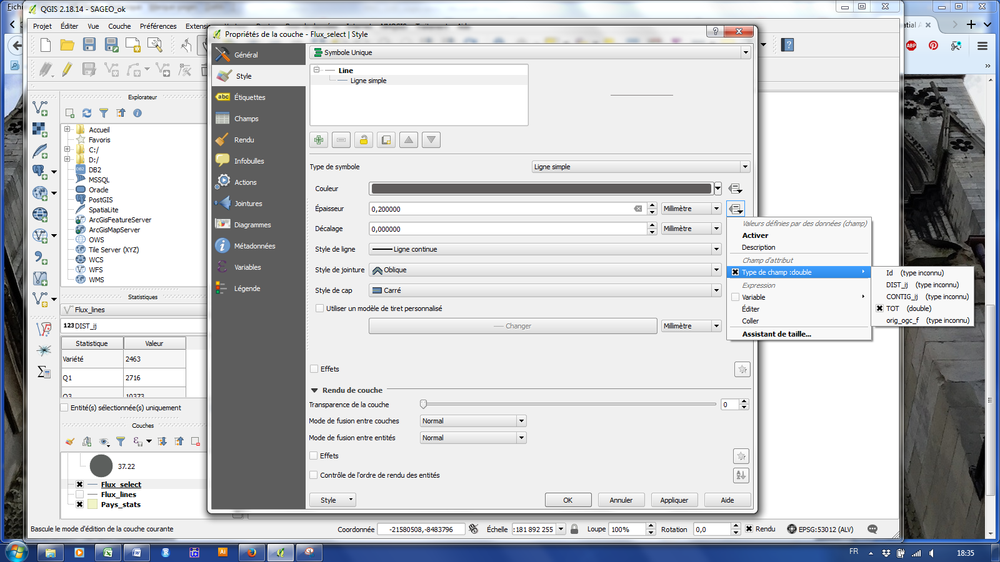 Fichi
QGIS 2.18.14 - SAGEO_ok
Projet Éditer Vue Couche Préférences Extens
Propriétés de la couche - Flux_select | Style
Général
Style
Étiquettes
Champs
Rendu
Infobulles
Actions
Jointures
Diagrammes
Métadonnées
Variables
Légende
Explorateur
Accueil
Favoris
C:/
D:/
DB2
MSSQL
Oracle
PostGIS
SpatiaLite
ArcGisFeatureServer
ArcGisMapServer
OWS
Tile Server (XYZ)
WCS
WFS
WMS
Statistiques
Flux_lines
123 DIST_ij
Statistique Valeur
Variété 2463
Q1 2716
Q3 10373
Entité(s) sélectionnée(s) uniquement
Couches
37.22
Flux_select
Flux_lines
Pays_stats
Symbole Unique
Line
Ligne simple
Type de symbole Ligne simple
Couleur
Épaisseur 0,200000 Millimètre
Décalage 0,000000 Millimètre
Style de ligne Ligne continue
Style de jointure Oblique
Style de cap Carré
Utiliser un modèle de tiret personnalisé
Changer Millimètre
Effets
Rendu de couche
Transparence de la couche 0
Mode de fusion entre couches Normal
Mode de fusion entre entités Normal
Effets
Contrôle de l'ordre de rendu des entités
Style OK Annuler Appliquer Aide
Valeurs définies par des données (champ)
Activer
Description
Champ d'attribut
Type de champ :double
Expression
Variable
Éditer
Coller
Assistant de taille...
Id (type inconnu)
DIST_ij (type inconnu)
CONTIG_ij (type inconnu)
TOT (double)
orig_ogc_f (type inconnu)
abc
ABP
Bascule le mode d'édition de la couche courante Coordonnée -21580508,-8483796 Échelle :181 892 255 Loupe 100% Rotation 0,0 Rendu EPSG:53012 (ALV)
FR 18:35